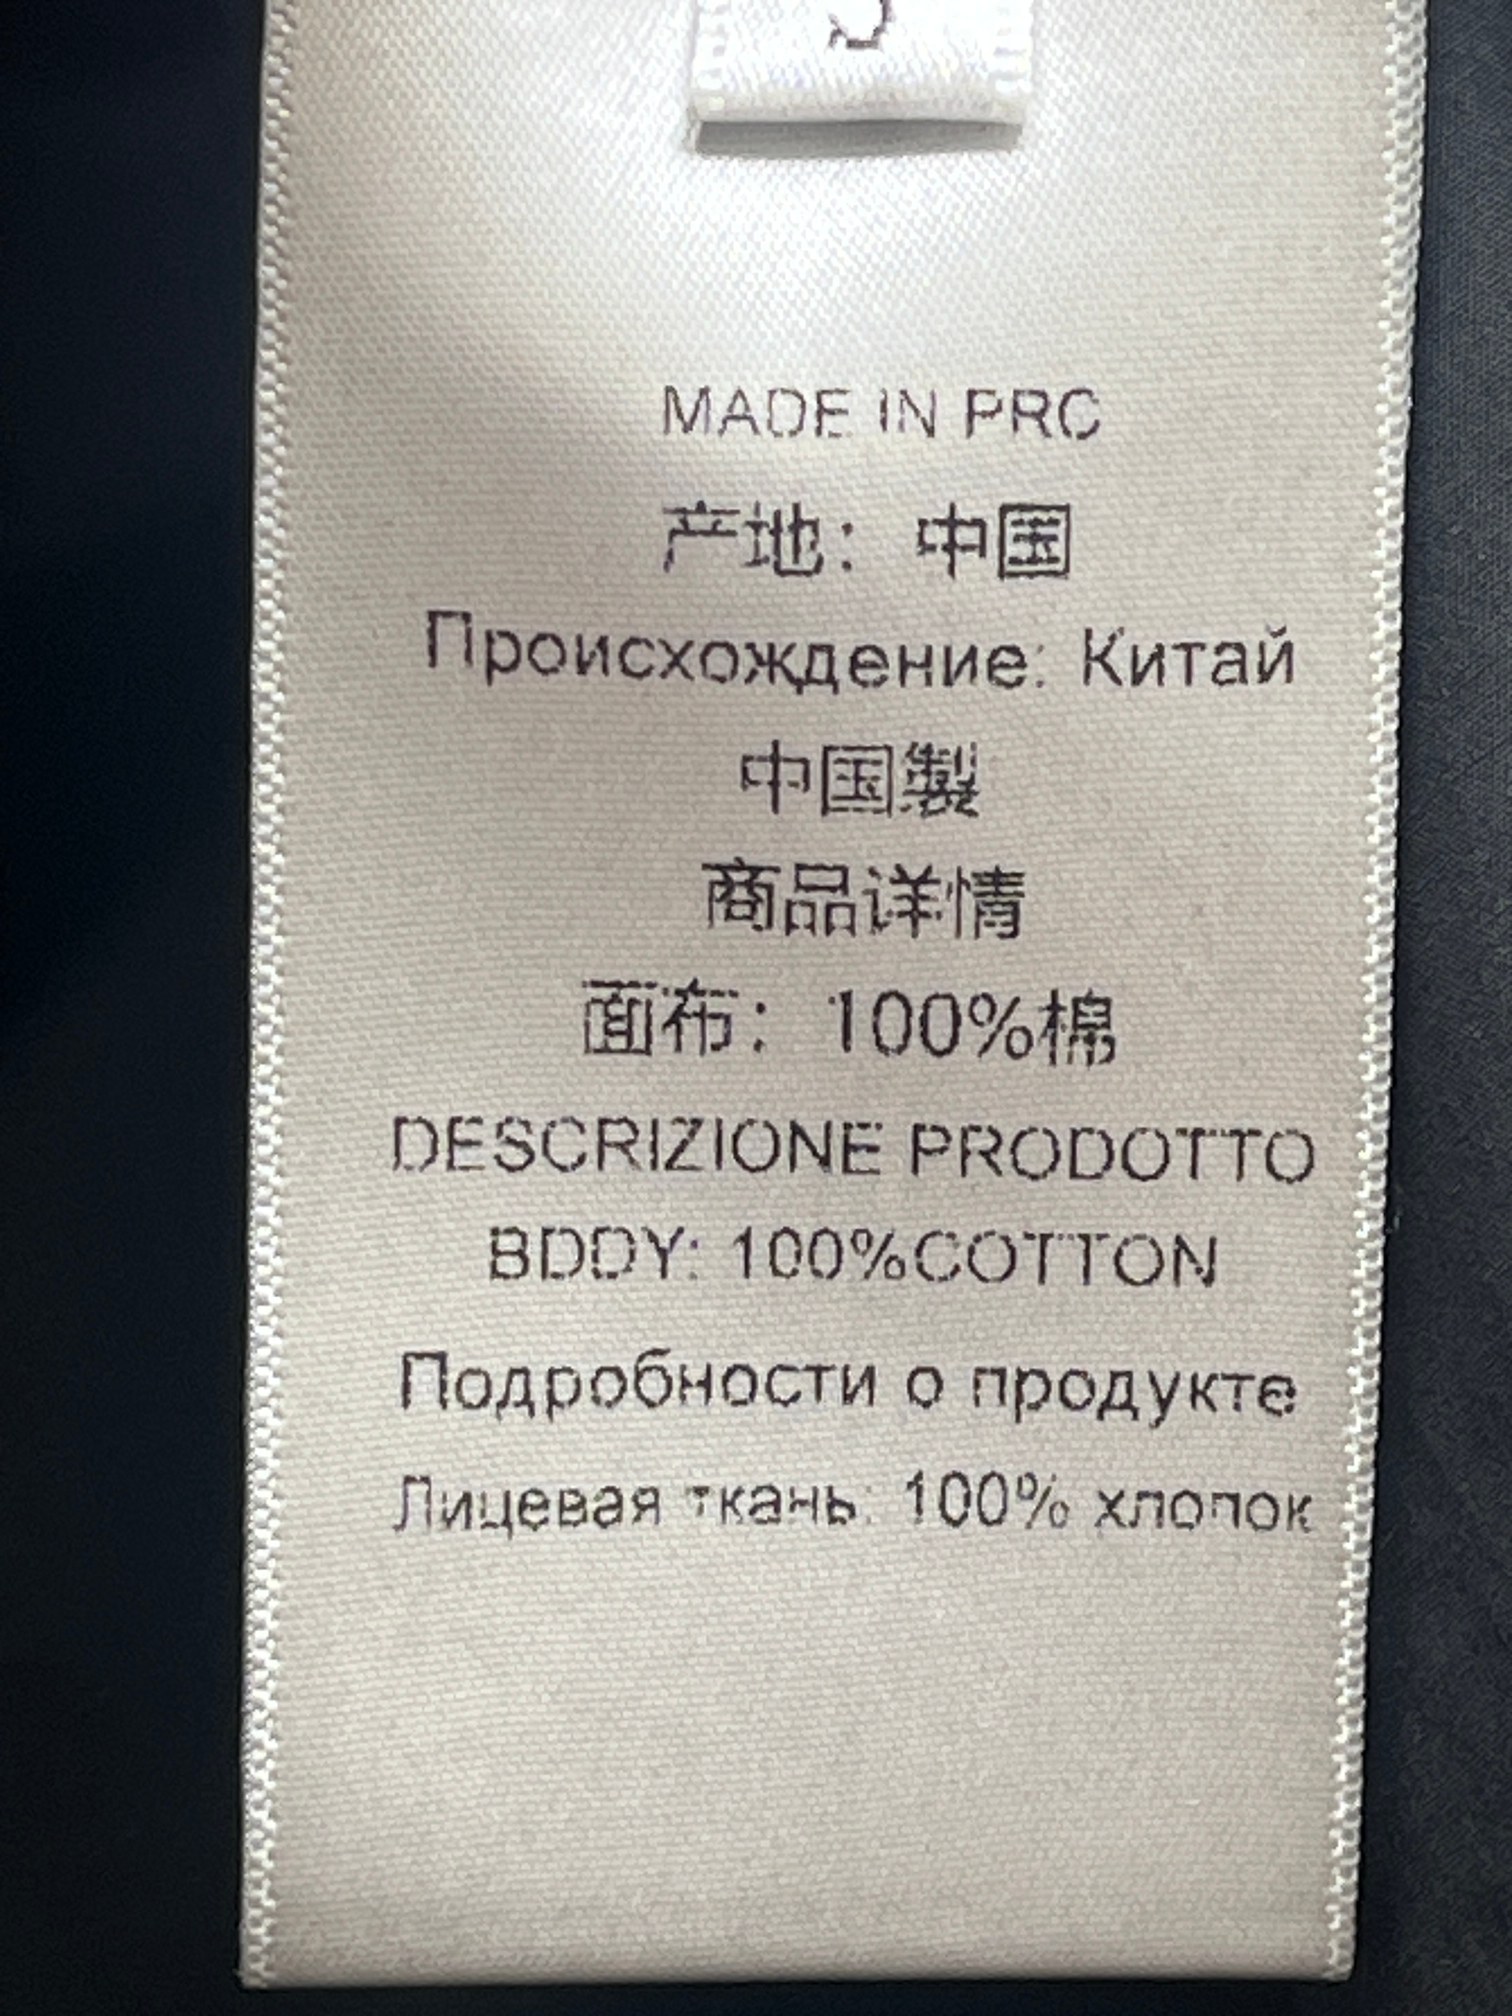 MADE IN PRC
产地：中国
Происхождение: Китай
中国製
商品详情
面布：100%棉
DESCRIZIONE PRODOTTO
BDDY: 100%COTTON
Подробности о продукте
Лицевая ткань: 100% хлопок